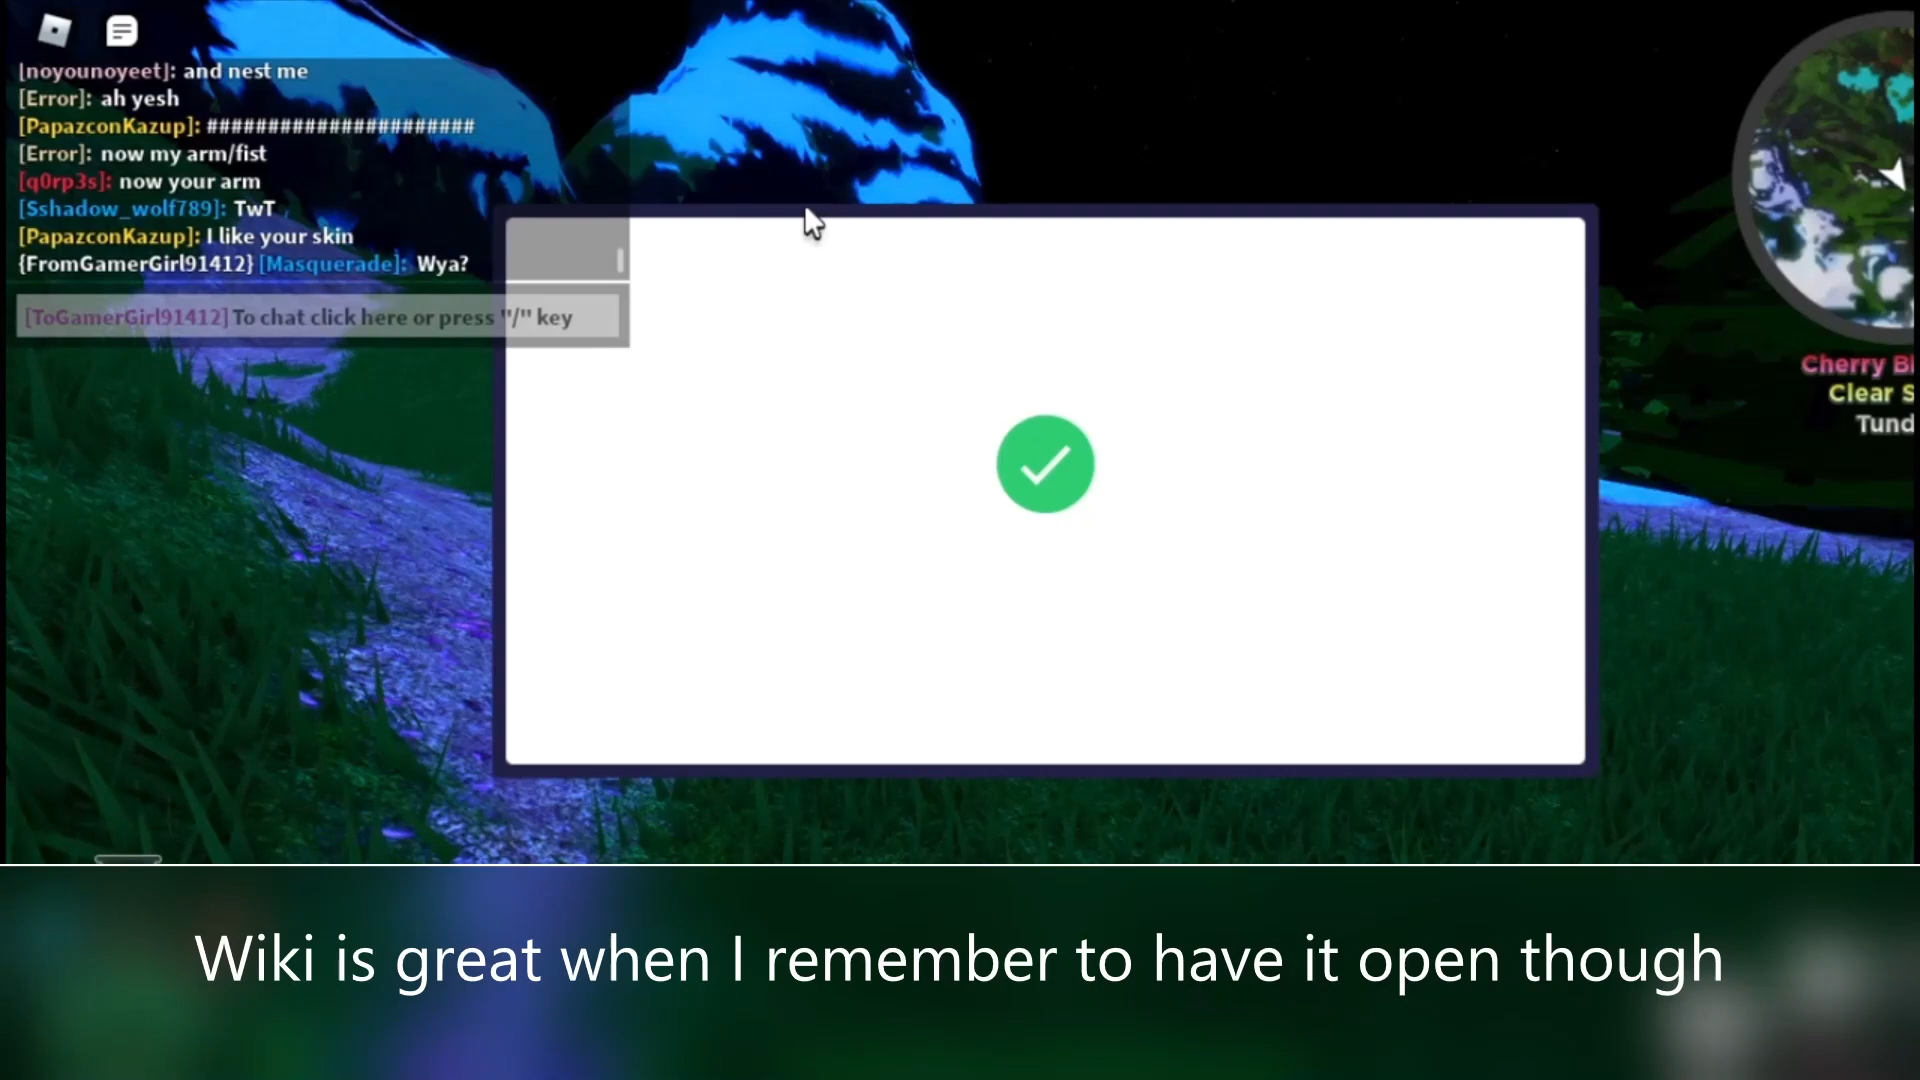 [noyounoyeet]: and nest me
[Error]: ah yesh
[PapazconKazup]: ######################
[Error]: now my arm/fist
[q0rp3s]: now your arm
[Sshadow_wolf789]: TwT
[PapazconKazup]: I like your skin
{FromGamerGirl91412} [Masquerade]: Wya?
[ToGamerGirl91412] To chat click here or press "/" key
Cherry Bl
Clear S
Tund
Wiki is great when I remember to have it open though